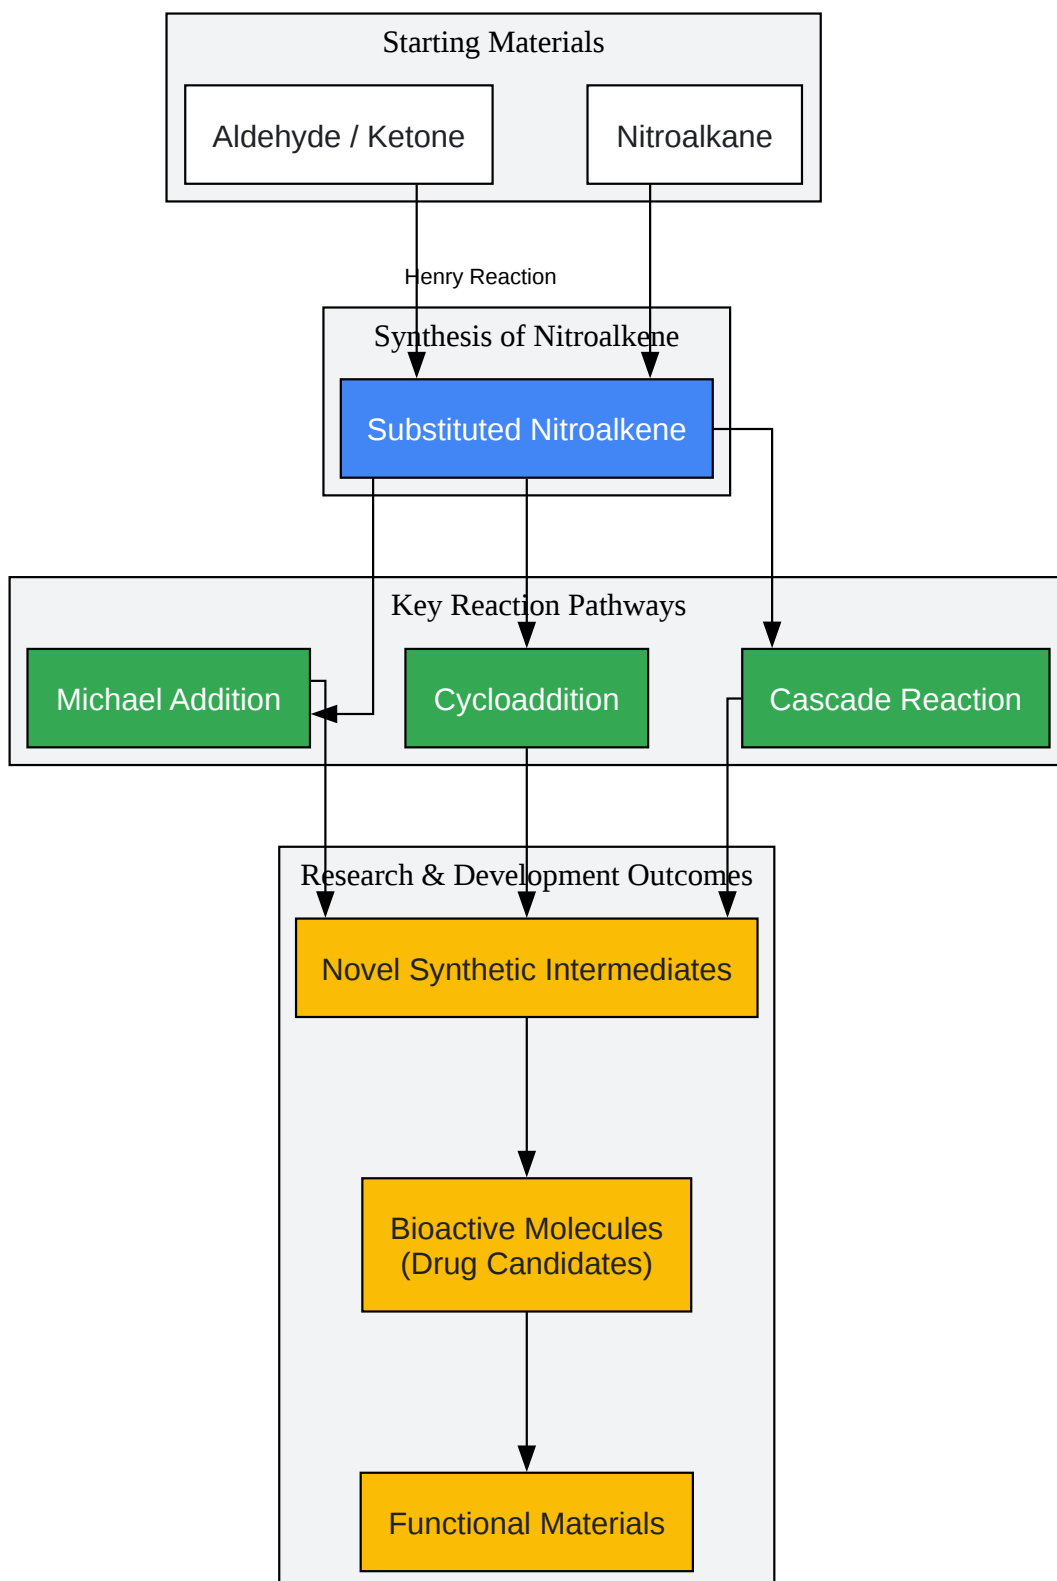 Starting Materials
Aldehyde / Ketone
Nitroalkane
Henry Reaction
Synthesis of Nitroalkene
Substituted Nitroalkene
Key Reaction Pathways
Michael Addition
Cycloaddition
Cascade Reaction
Research & Development Outcomes
Novel Synthetic Intermediates
Bioactive Molecules
(Drug Candidates)
Functional Materials